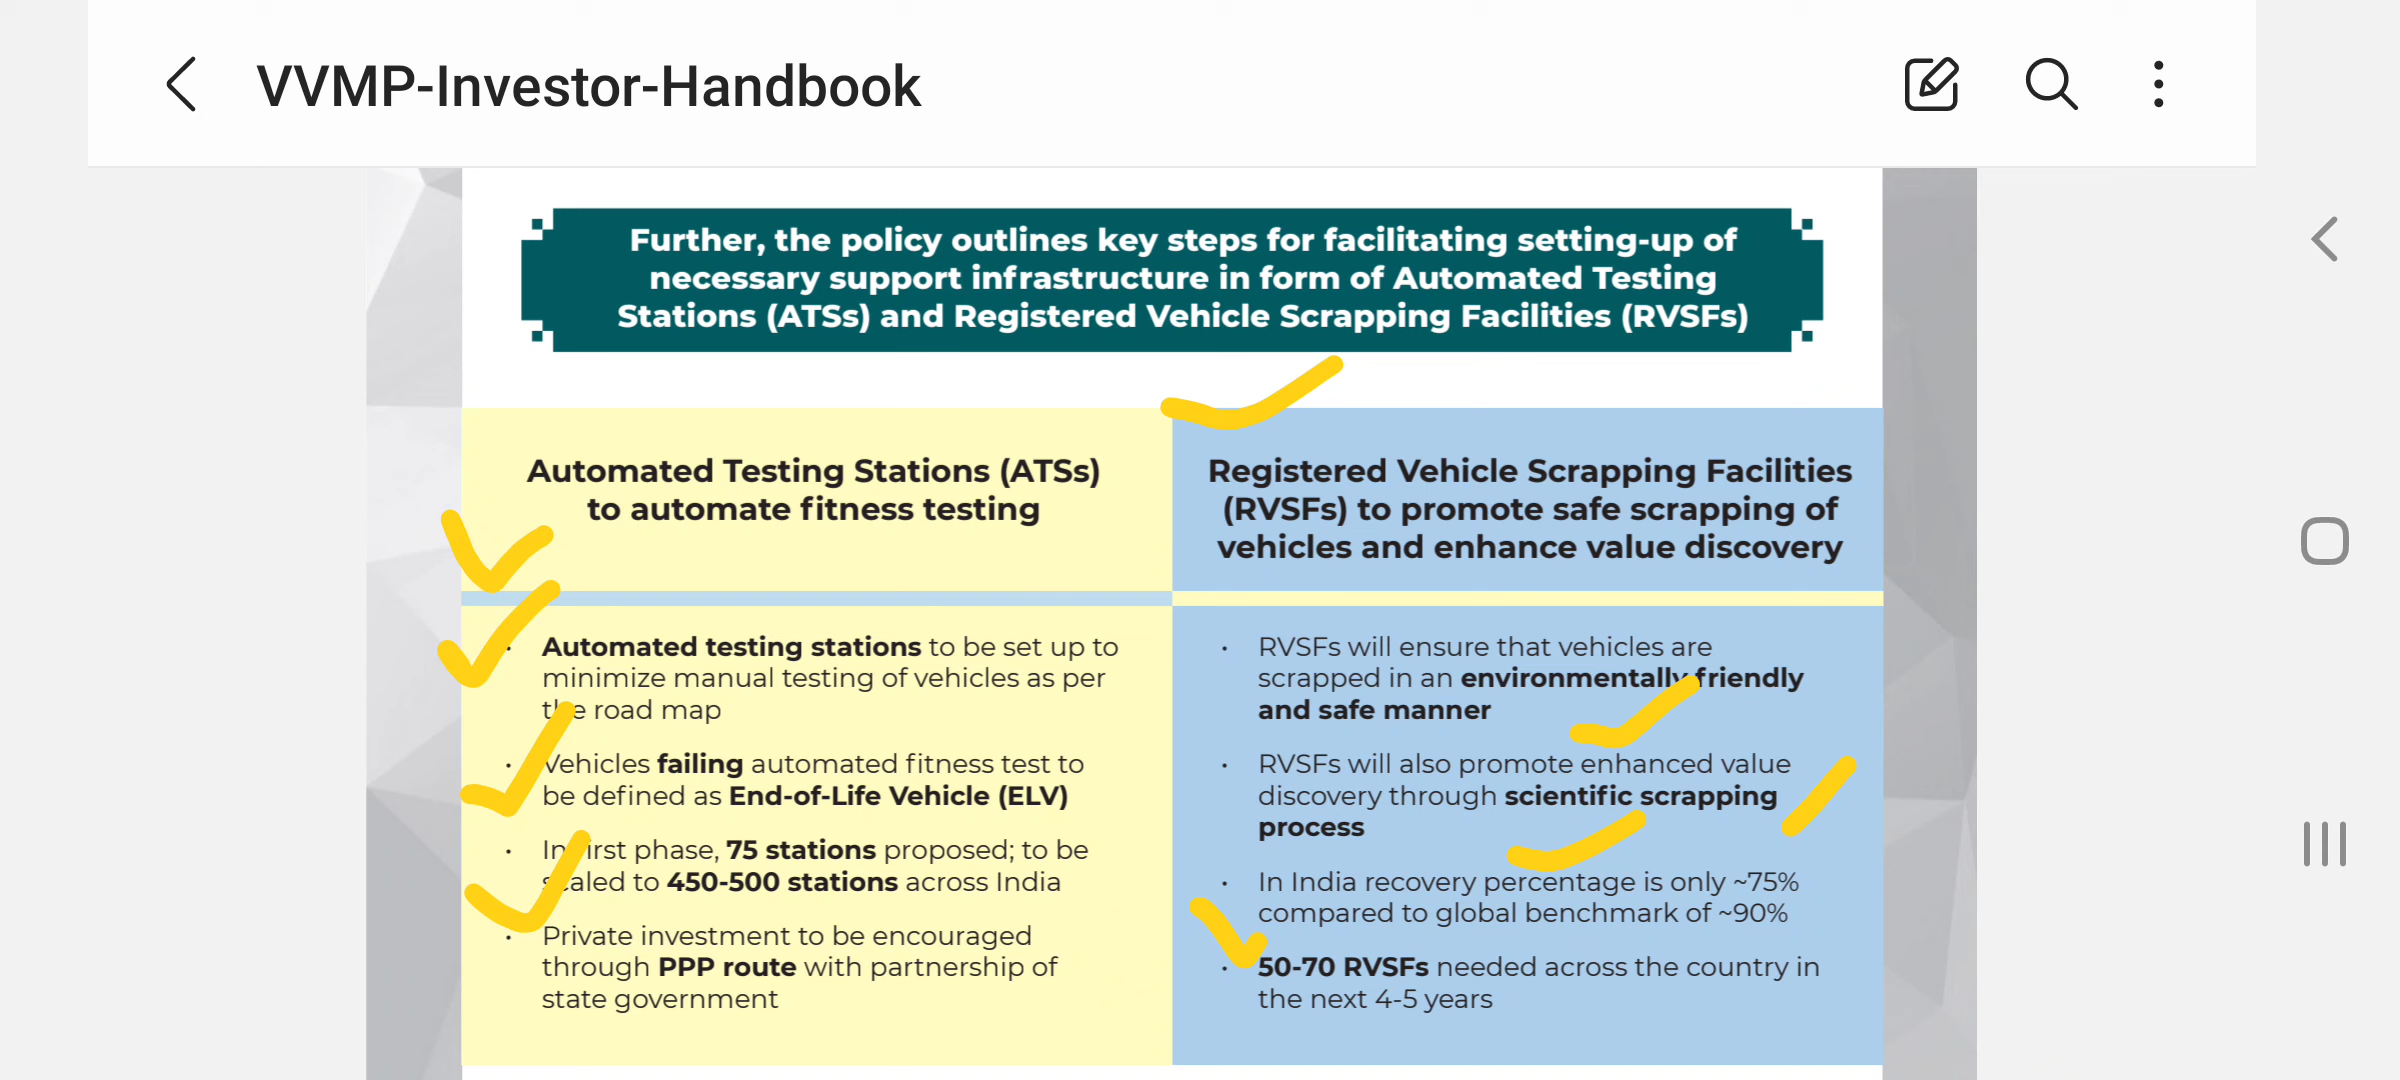 VVMP-Investor-Handbook
Further, the policy outlines key steps for facilitating setting-up of
necessary support infrastructure in form of Automated Testing
Stations (ATSs) and Registered Vehicle Scrapping Facilities (RVSFs)
Automated Testing Stations (ATSs)
to automate fitness testing
• Automated testing stations to be set up to
minimize manual testing of vehicles as per
the road map
• Vehicles failing automated fitness test to
be defined as End-of-Life Vehicle (ELV)
• In first phase, 75 stations proposed; to be
scaled to 450-500 stations across India
• Private investment to be encouraged
through PPP route with partnership of
state government
Registered Vehicle Scrapping Facilities
(RVSFs) to promote safe scrapping of
vehicles and enhance value discovery
• RVSFs will ensure that vehicles are
scrapped in an environmentally friendly
and safe manner
• RVSFs will also promote enhanced value
discovery through scientific scrapping
process
• In India recovery percentage is only ~75%
compared to global benchmark of ~90%
• 50-70 RVSFs needed across the country in
the next 4-5 years